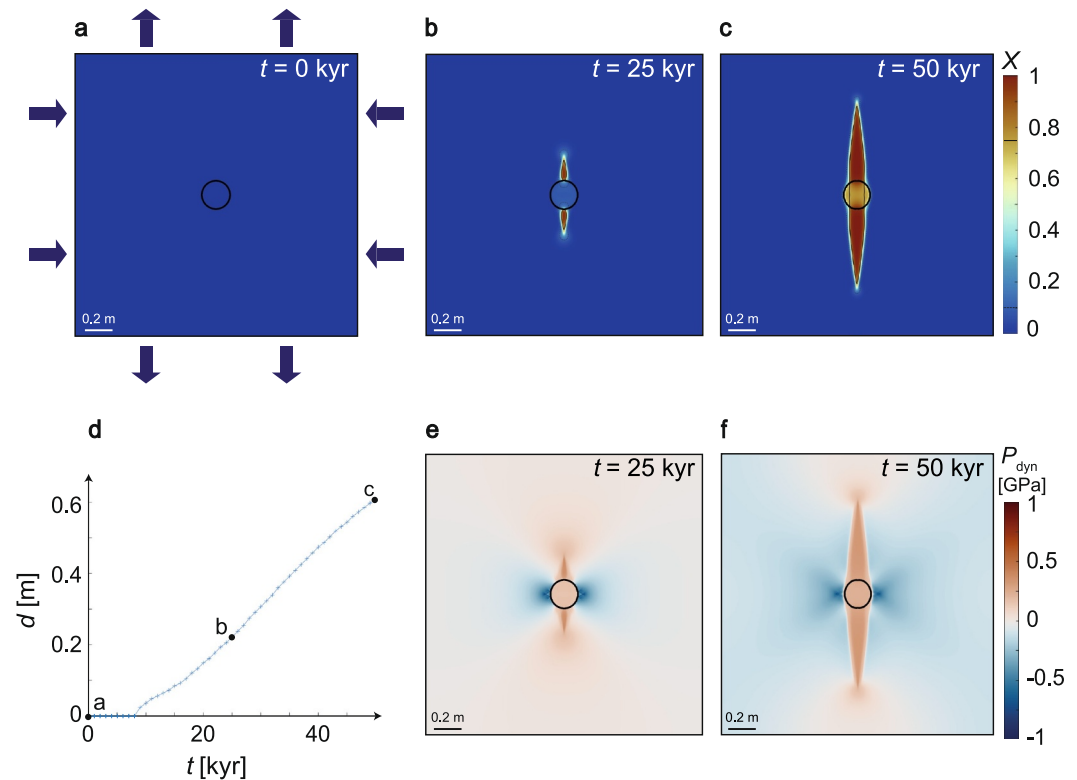 a
t = 0 kyr
0.2 m
b
t = 25 kyr
0.2 m
c
t = 50 kyr
0.2 m
X
1
0.8
0.6
0.4
0.2
0
d
0.6
0.4
0.2
0
d [m]
a
b
c
0
20
40
t [kyr]
e
t = 25 kyr
0.2 m
f
t = 50 kyr
0.2 m
P_dyn
[GPa]
1
0.5
0
-0.5
-1